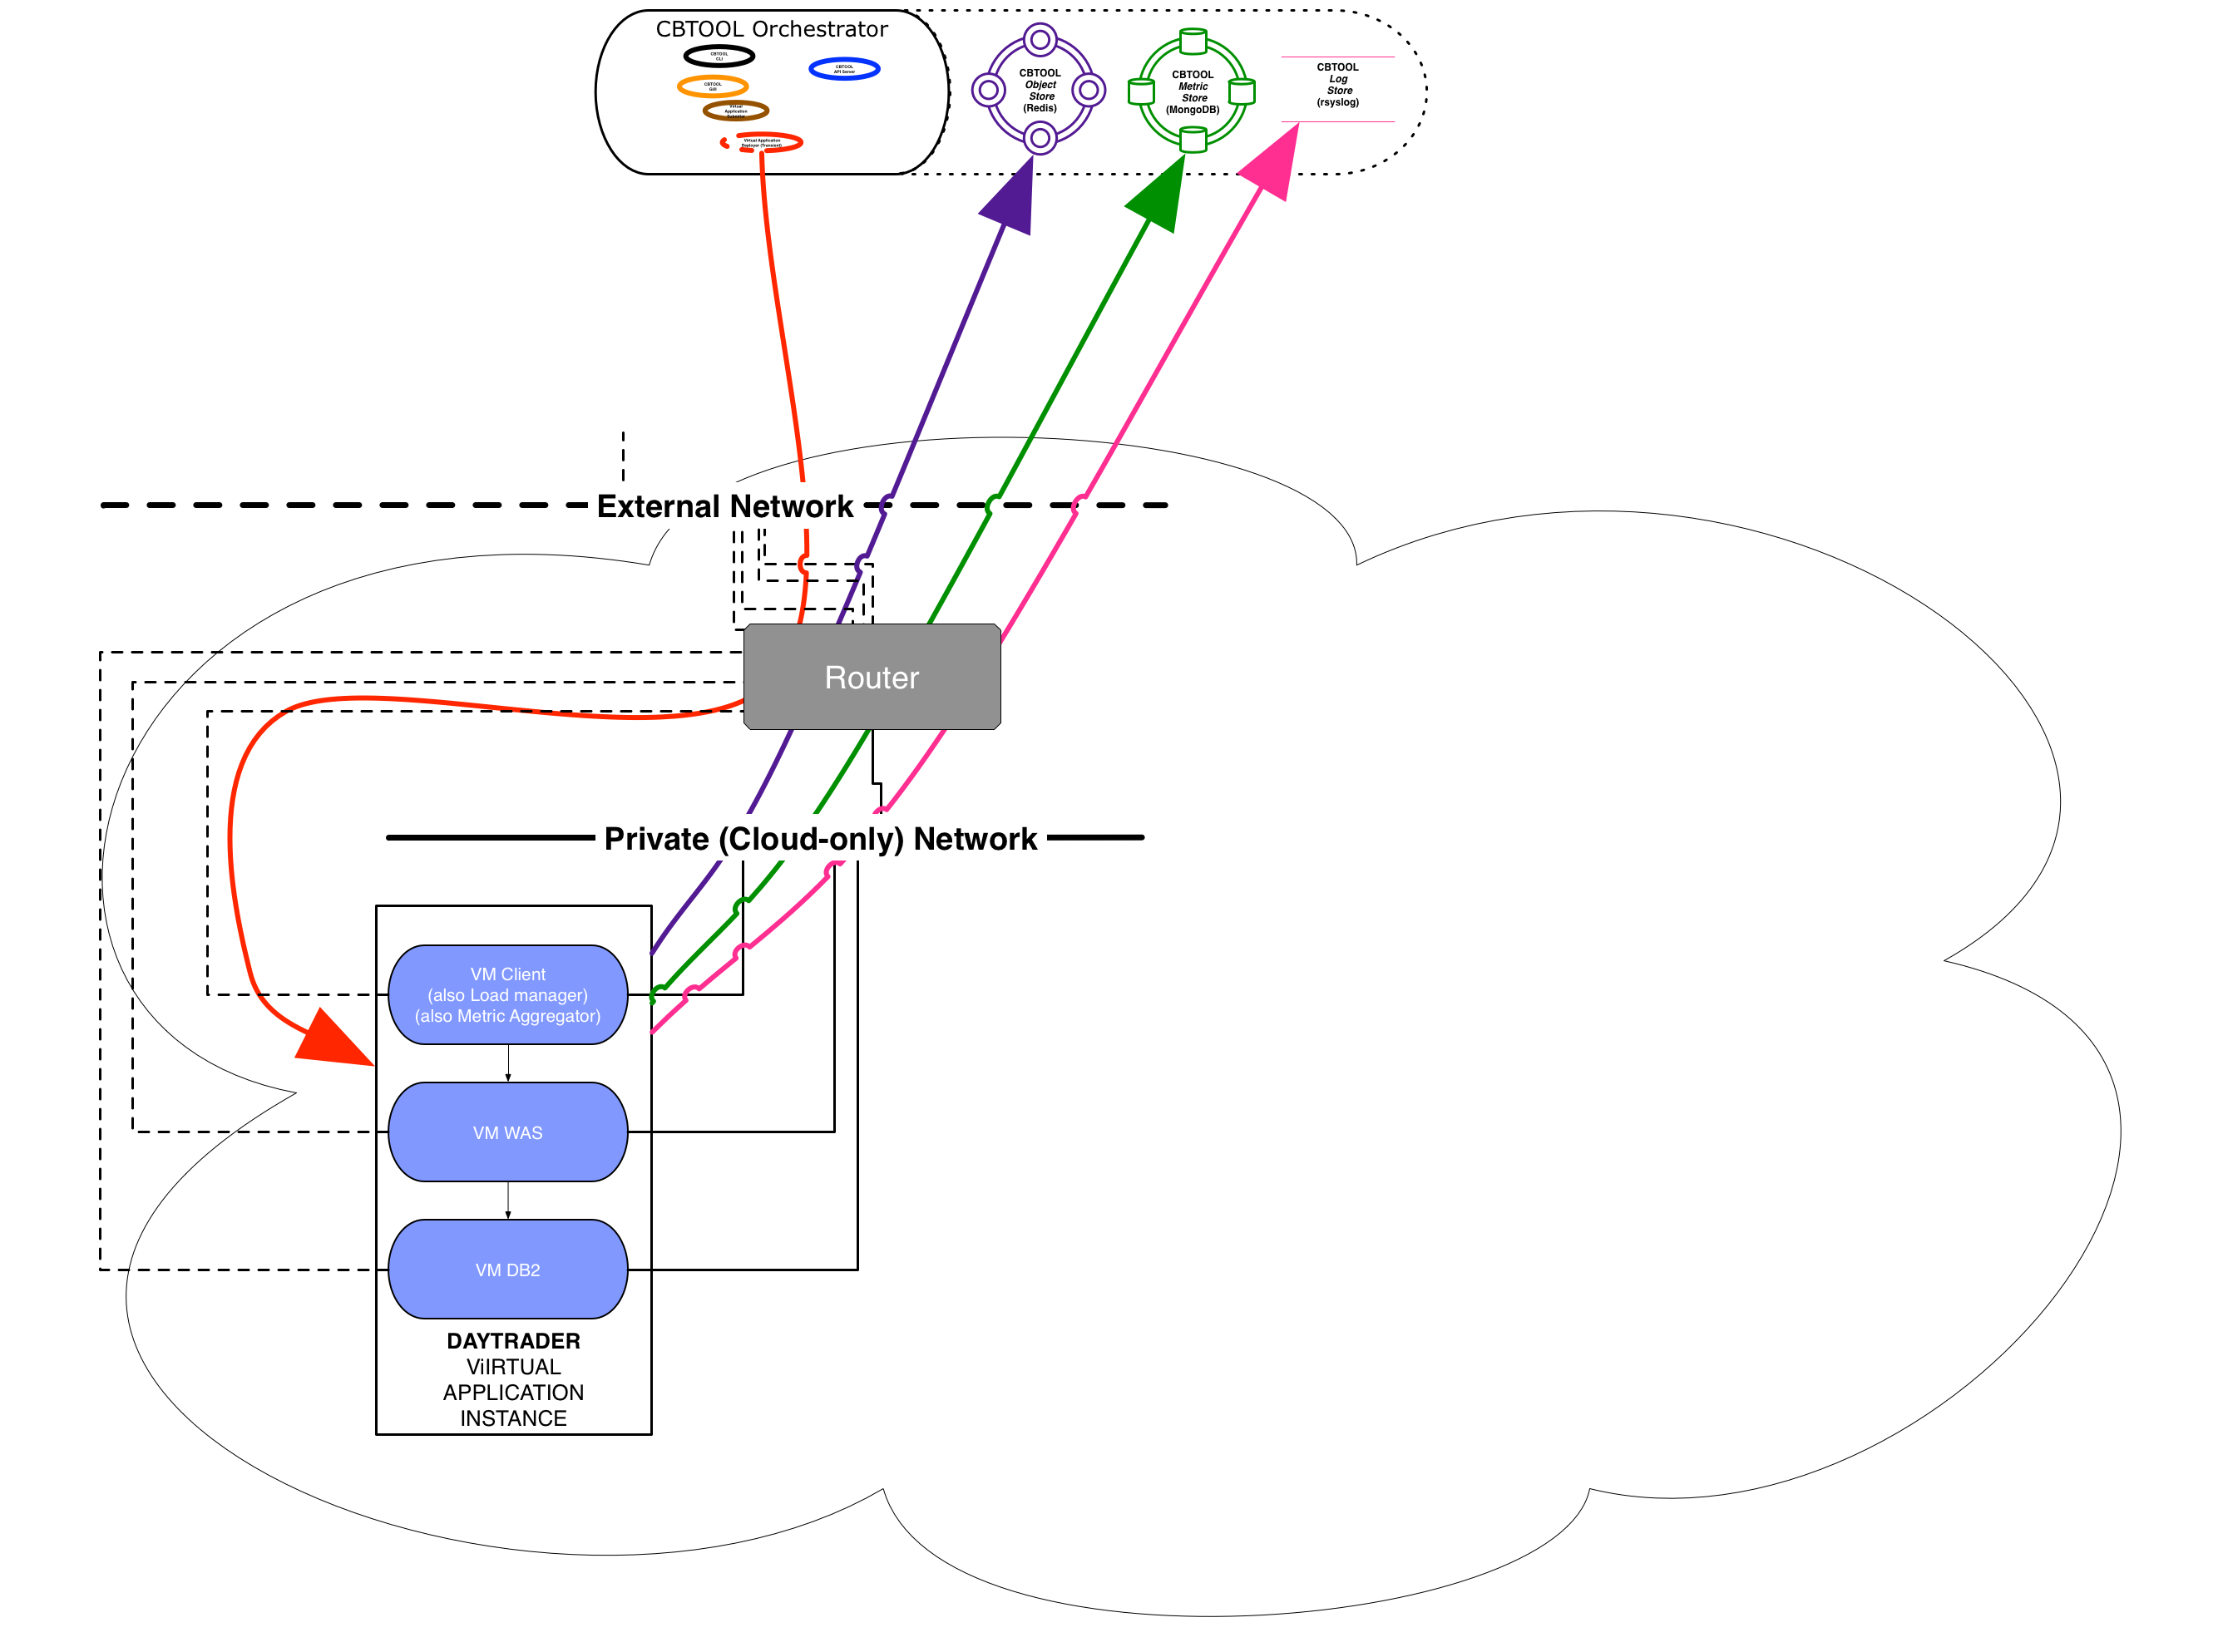 CBTOOL Orchestrator
CBTOOL
CLI
CBTOOL
API Server
CBTOOL
GUI
Virtual
Application
Submiter
Virtual Application
Deployer (Transient)
CBTOOL
Object
Store
(Redis)
CBTOOL
Metric
Store
(MongoDB)
CBTOOL
Log
Store
(rsyslog)
External Network
Router
Private (Cloud-only) Network
VM Client
(also Load manager)
(also Metric Aggregator)
VM WAS
VM DB2
DAYTRADER
ViIRTUAL
APPLICATION
INSTANCE